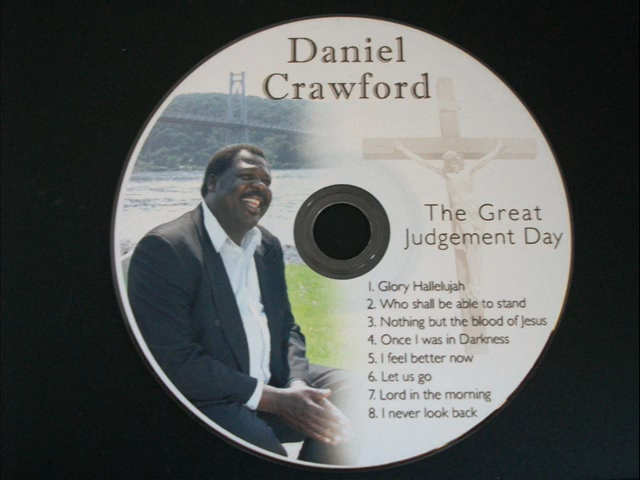 Daniel
Crawford
The Great
Judgement Day
1. Glory Hallelujah
2. Who shall be able to stand
3. Nothing but the blood of Jesus
4. Once I was in Darkness
5. I feel better now
6. Let us go
7. Lord in the morning
8. I never look back